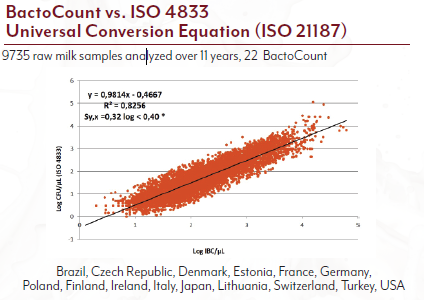 BactoCount vs. ISO 4833
Universal Conversion Equation (ISO 21187)
9735 raw milk samples analyzed over 11 years, 22 BactoCount
6
5
4
3
2
1
0
-1
y = 0,9814x - 0,4667
R² = 0,8256
Sy,x =0,32 log < 0,40 *
Log CFU/µL (ISO 4833)
0
1
2
3
4
5
Log IBC/µL
Brazil, Czech Republic, Denmark, Estonia, France, Germany,
Poland, Finland, Ireland, Italy, Japan, Lithuania, Switzerland, Turkey, USA